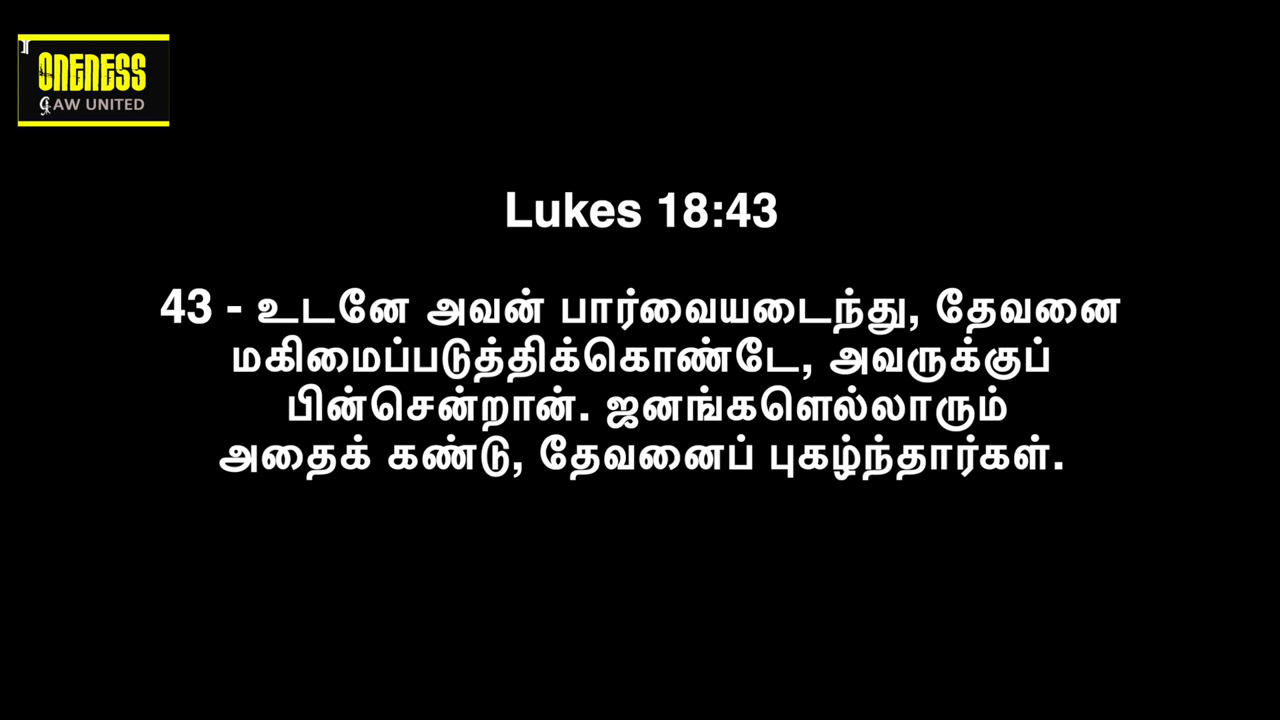 ONENESS
GAW UNITED
Lukes 18:43
43 - உடனே அவன் பார்வையடைந்து, தேவனை
மகிமைப்படுத்திக்கொண்டே, அவருக்குப்
பின்சென்றான். ஜனங்களெல்லாரும்
அதைக் கண்டு, தேவனைப் புகழ்ந்தார்கள்.